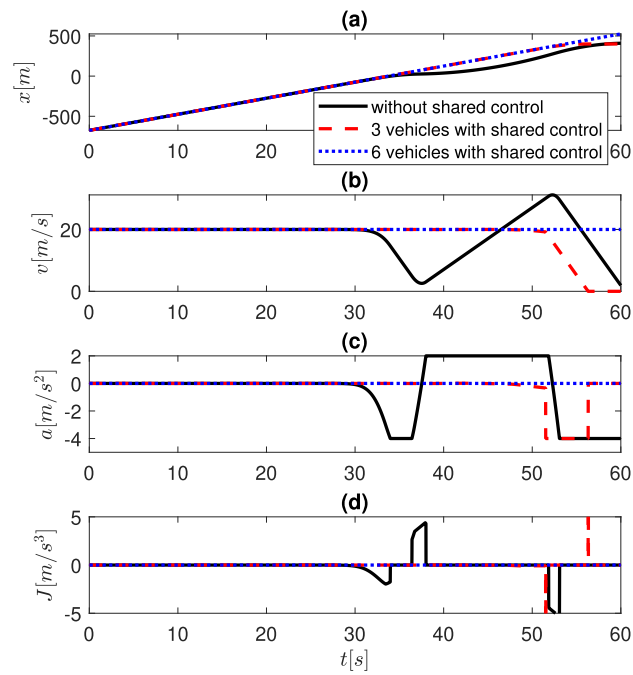 (a)
500
0
-500
x[m]
without shared control
3 vehicles with shared control
6 vehicles with shared control
0 10 20 30 40 50 60
(b)
20
0
v[m/s]
0 10 20 30 40 50 60
(c)
2
0
-2
-4
a[m/s²]
0 10 20 30 40 50 60
(d)
5
0
-5
J[m/s³]
0 10 20 30 40 50 60
t[s]